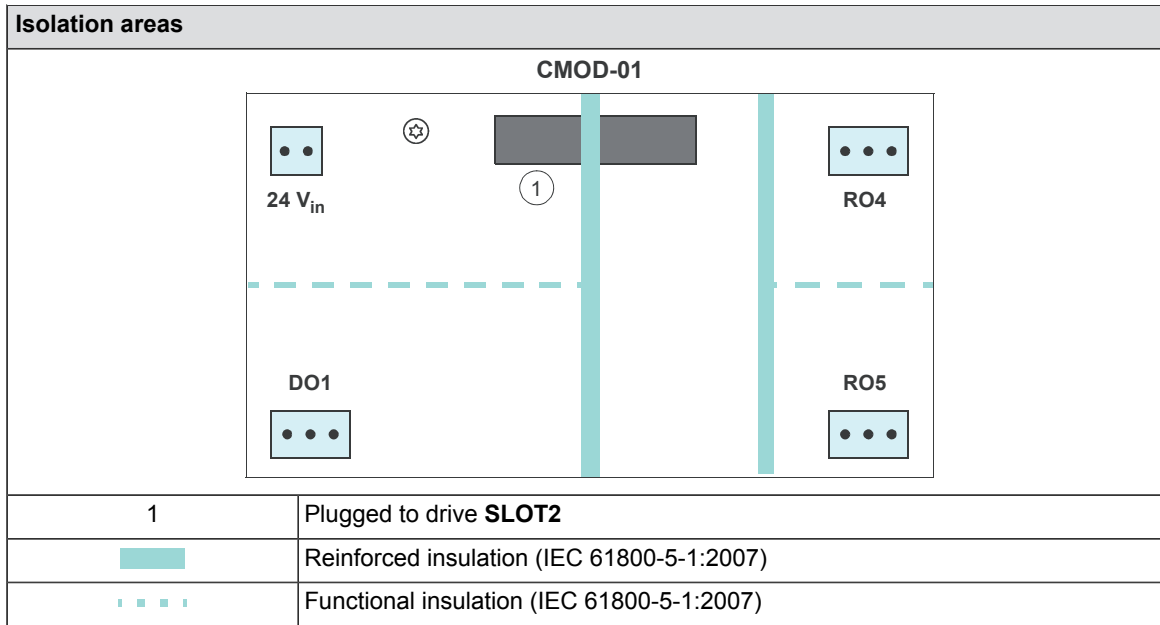 Isolation areas
CMOD-01
1
24 Vin
RO4
DO1
RO5
1 Plugged to drive SLOT2
Reinforced insulation (IEC 61800-5-1:2007)
Functional insulation (IEC 61800-5-1:2007)